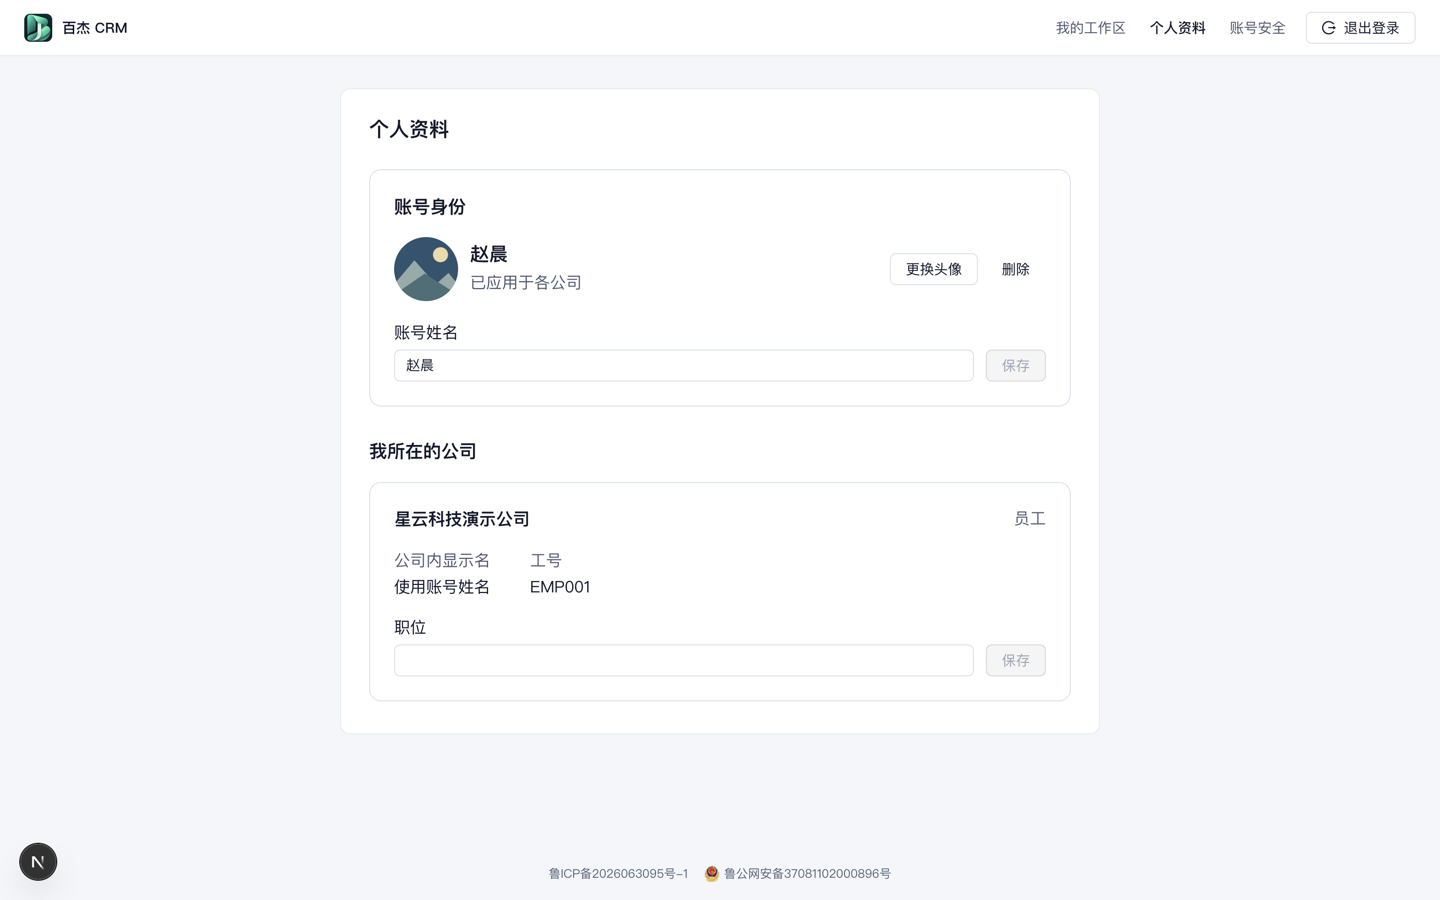 百杰 CRM
我的工作区
个人资料
账号安全
退出登录
个人资料
账号身份
赵晨
已应用于各公司
更换头像
删除
账号姓名
赵晨
保存
我所在的公司
星云科技演示公司
员工
公司内显示名
工号
使用账号姓名
EMP001
职位
保存
N
鲁ICP备2026063095号-1
鲁公网安备37081102000896号